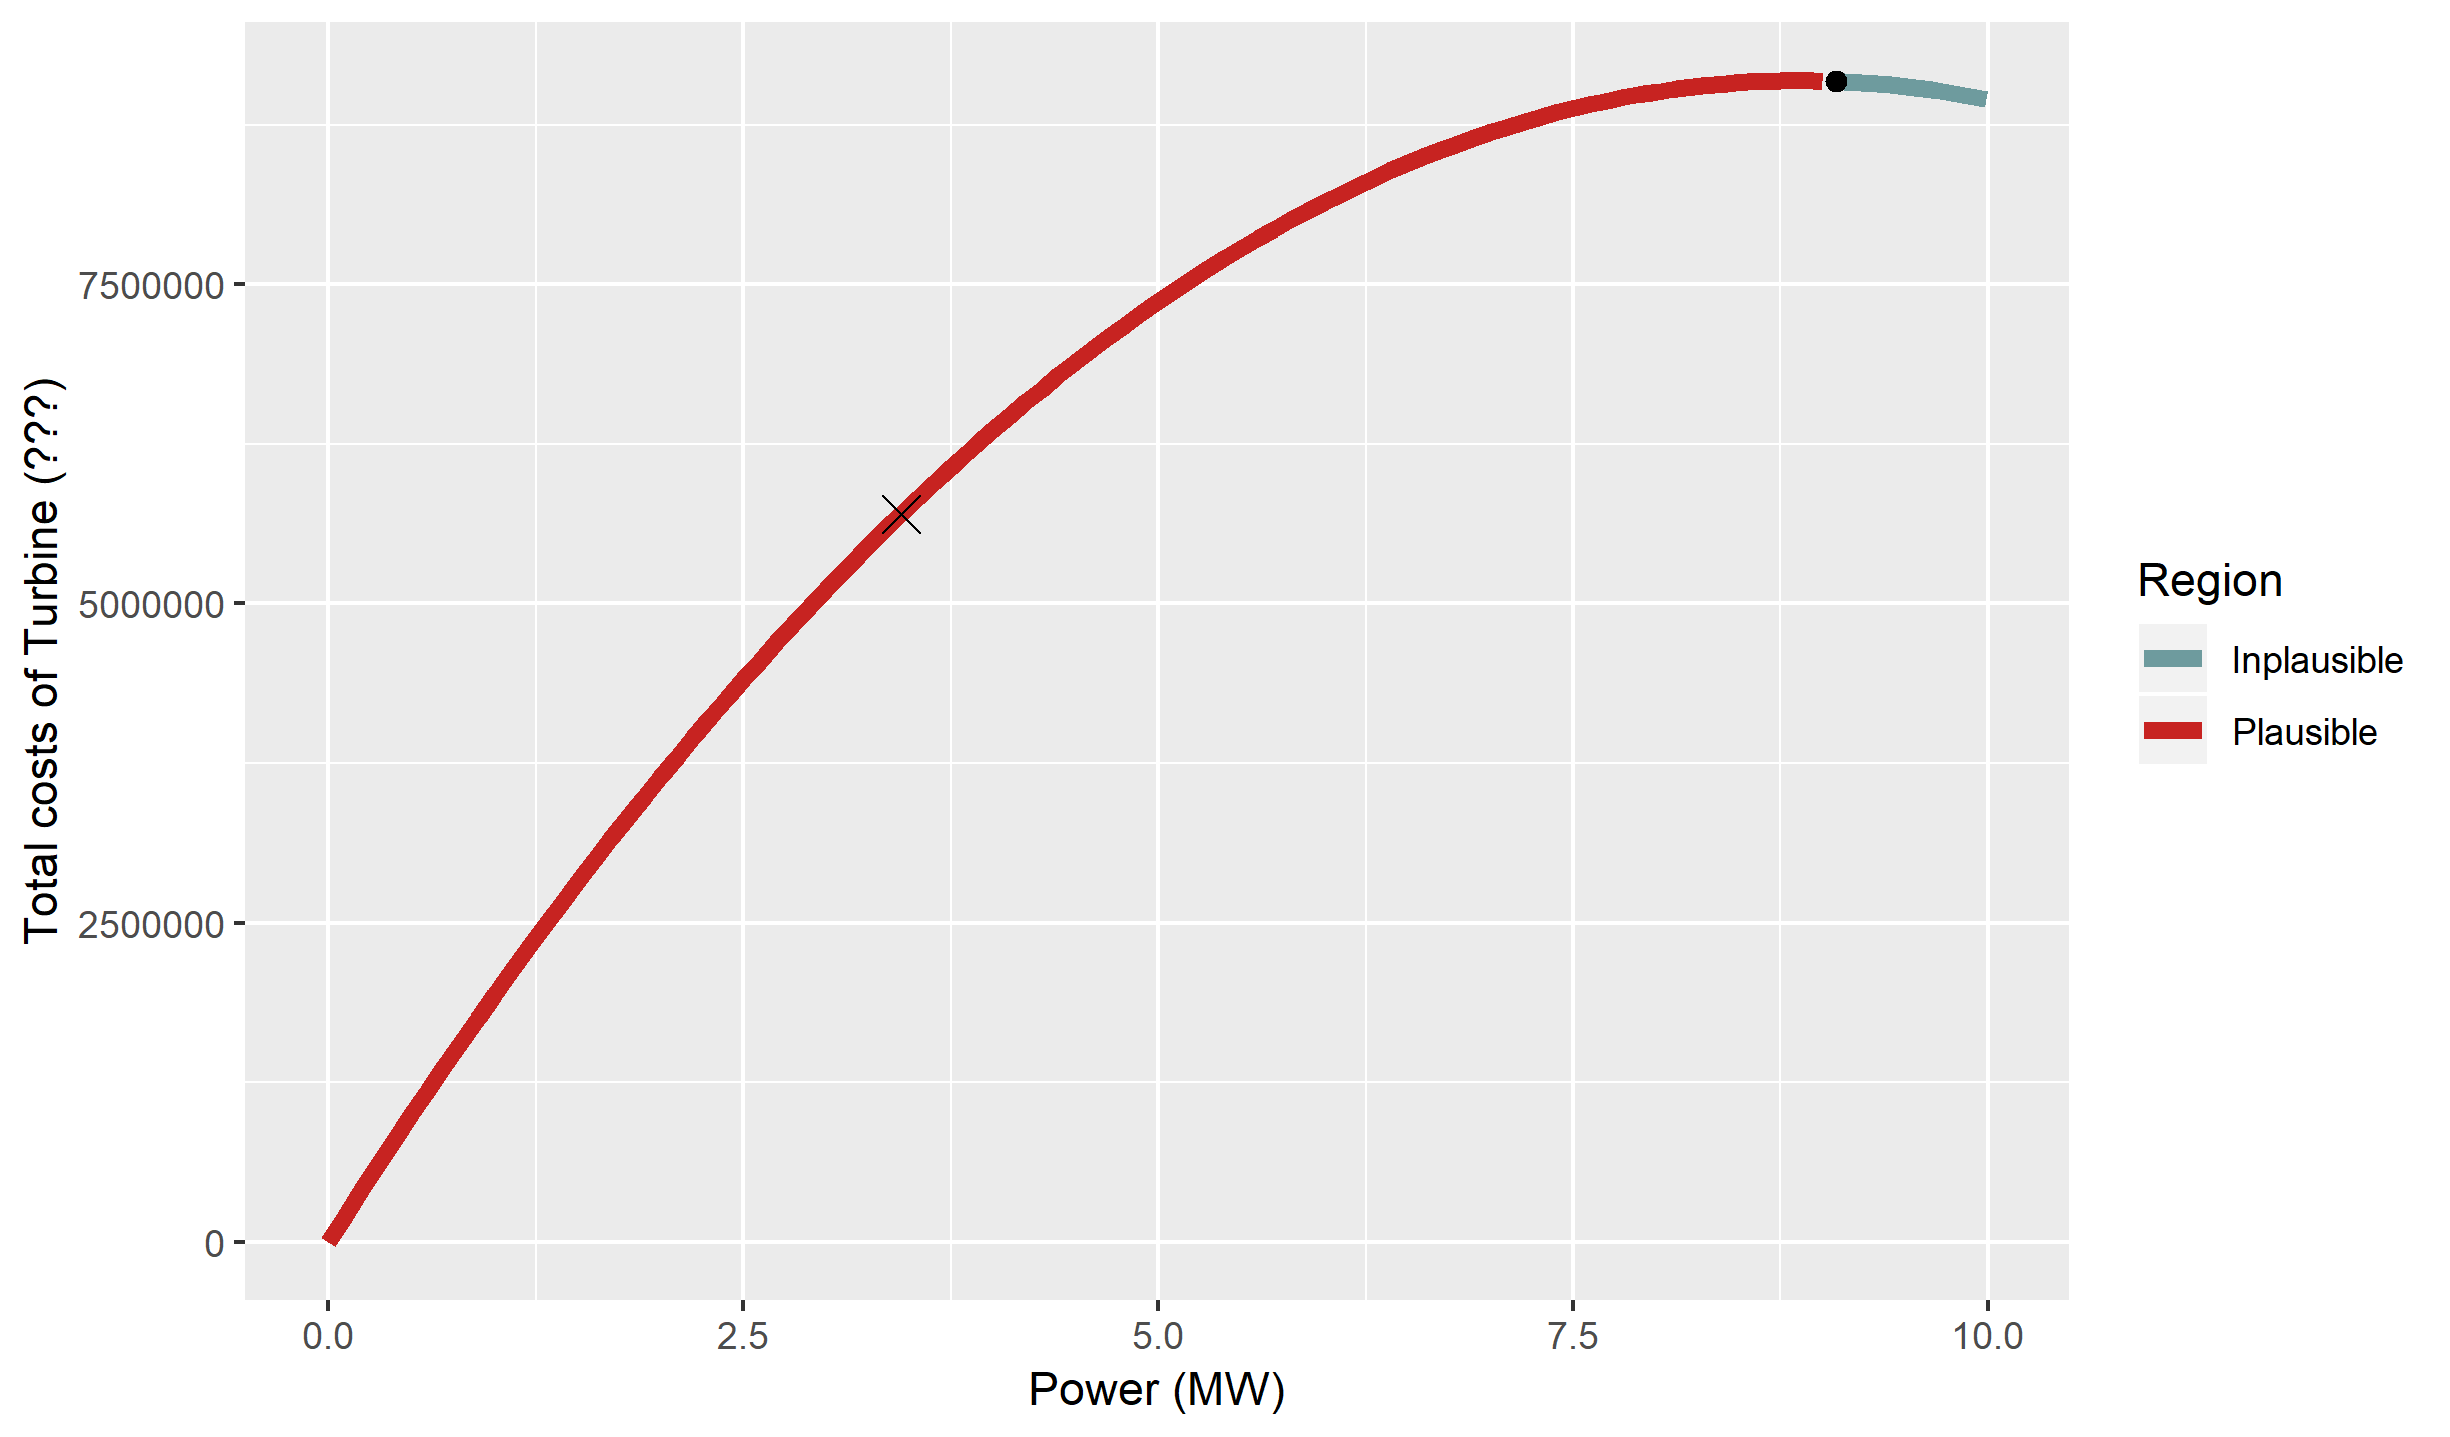 Total costs of Turbine (???)
7500000
5000000
2500000
0
0.0 2.5 5.0 7.5 10.0
Power (MW)
Region
Inplausible
Plausible